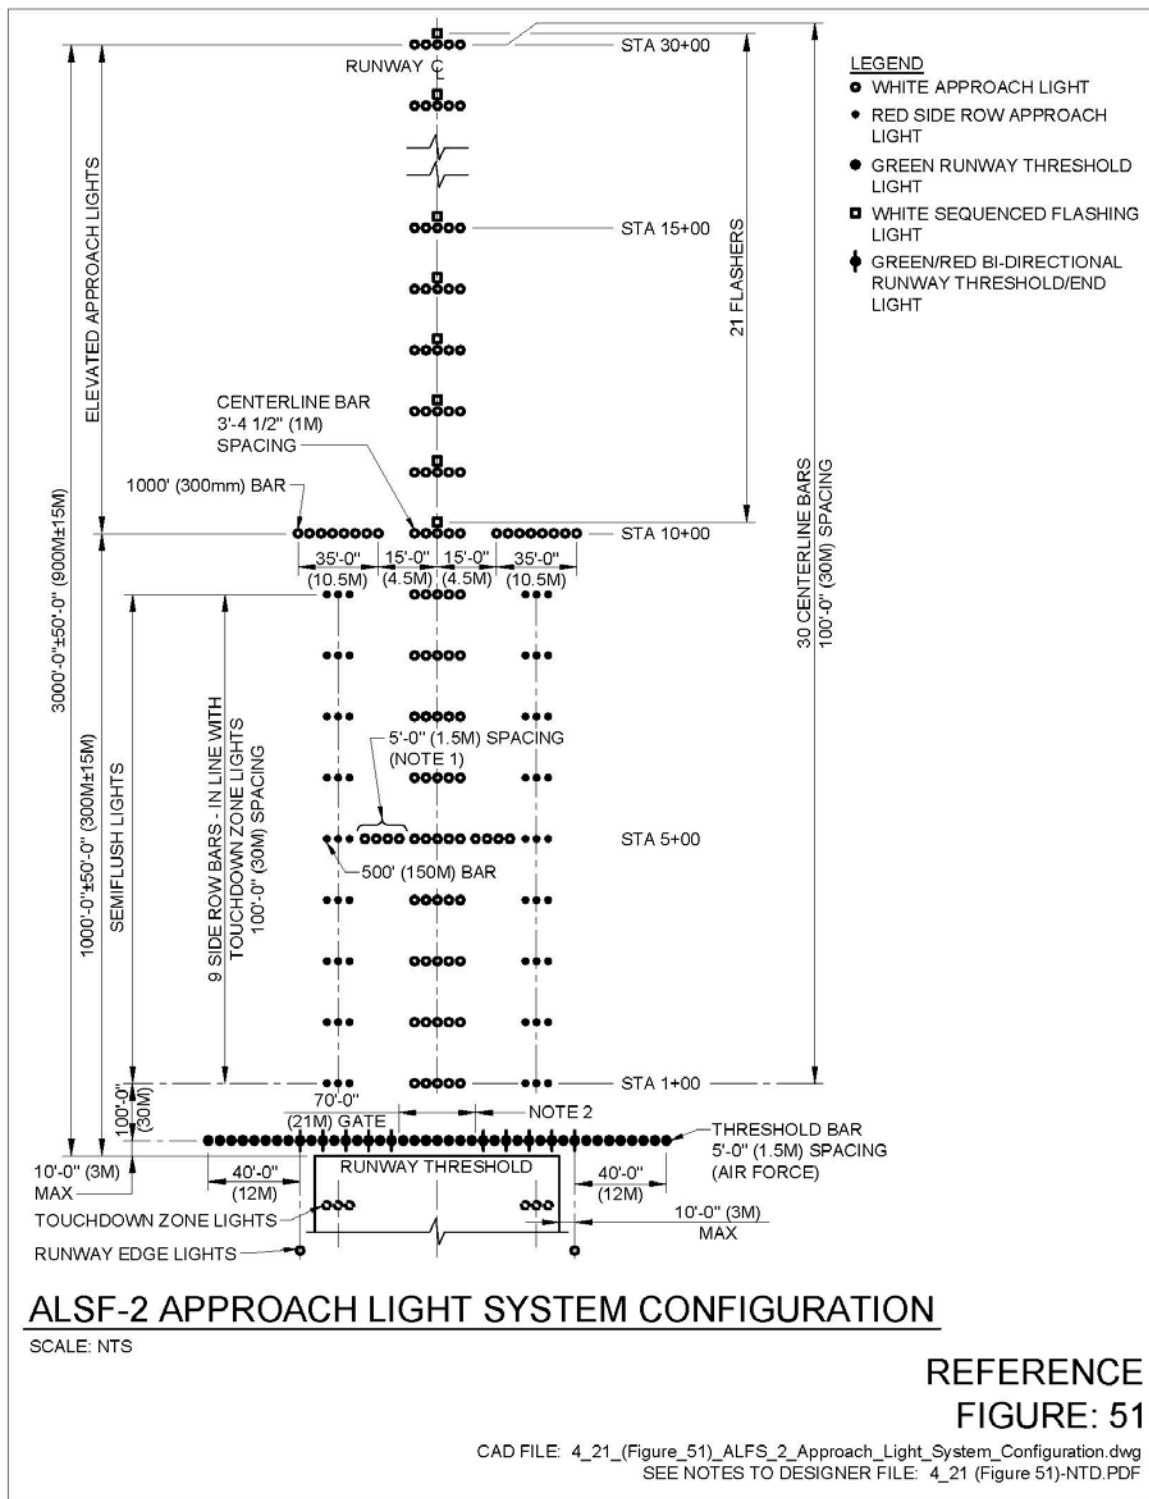 STA 30+00
RUNWAY CL
LEGEND
WHITE APPROACH LIGHT
RED SIDE ROW APPROACH
LIGHT
GREEN RUNWAY THRESHOLD
LIGHT
WHITE SEQUENCED FLASHING
LIGHT
GREEN/RED BI-DIRECTIONAL
RUNWAY THRESHOLD/END
LIGHT
ELEVATED APPROACH LIGHTS
STA 15+00
21 FLASHERS
CENTERLINE BAR
3'-4 1/2" (1M)
SPACING
1000' (300mm) BAR
STA 10+00
35'-0"
(10.5M)
15'-0"
(4.5M)
15'-0"
(4.5M)
35'-0"
(10.5M)
30 CENTERLINE BARS
100'-0" (30M) SPACING
3000'-0"±50'-0" (900M±15M)
1000'-0"±50'-0" (300M±15M)
SEMIFLUSH LIGHTS
9 SIDE ROW BARS - IN LINE WITH
TOUCHDOWN ZONE LIGHTS
100'-0" (30M) SPACING
5'-0" (1.5M) SPACING
(NOTE 1)
STA 5+00
500' (150M) BAR
STA 1+00
100'-0"
(30M)
70'-0"
(21M) GATE
NOTE 2
THRESHOLD BAR
5'-0" (1.5M) SPACING
(AIR FORCE)
10'-0" (3M)
MAX
40'-0"
(12M)
RUNWAY THRESHOLD
40'-0"
(12M)
TOUCHDOWN ZONE LIGHTS
10'-0" (3M)
MAX
RUNWAY EDGE LIGHTS
ALSF-2 APPROACH LIGHT SYSTEM CONFIGURATION
SCALE: NTS
REFERENCE
FIGURE: 51
CAD FILE: 4_21_(Figure_51)_ALFS_2_Approach_Light_System_Configuration.dwg
SEE NOTES TO DESIGNER FILE: 4_21 (Figure 51)-NTD.PDF